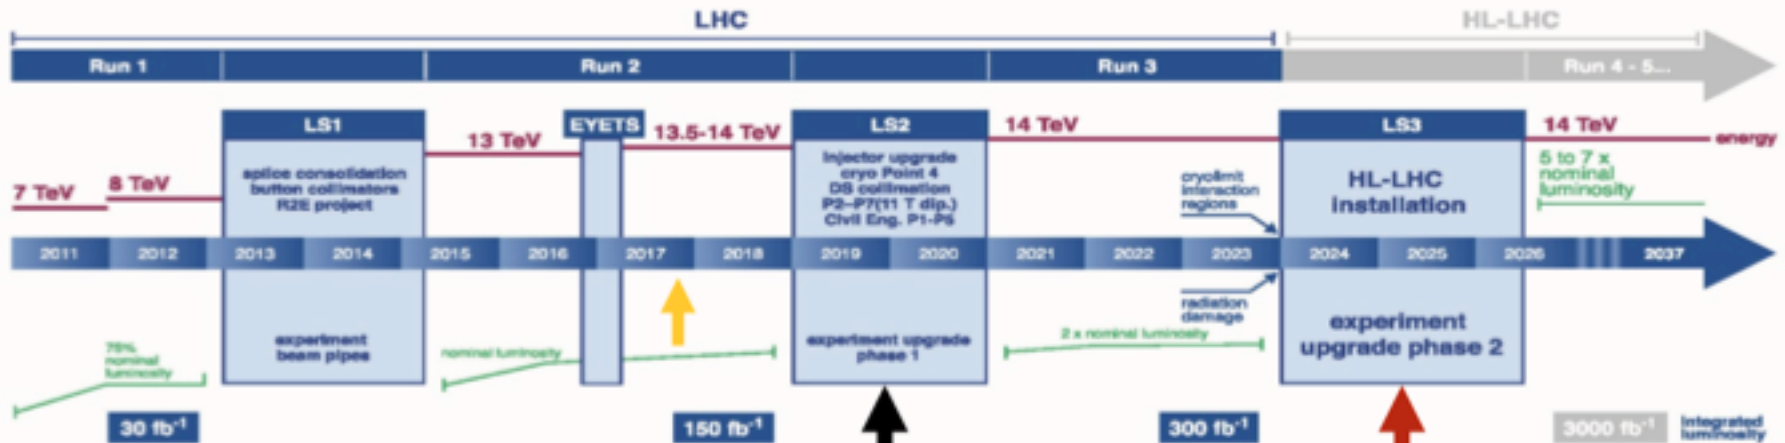 LHC
HL-LHC
Run 1
Run 2
Run 3
Run 4 - 5...
LS1
EYETS
LS2
LS3
7 TeV
8 TeV
13 TeV
13.5-14 TeV
14 TeV
14 TeV
energy
splice consolidation
button collimators
R2E project
injector upgrade
cryo Point 4
DS collimation
P2-P7(11 T dip.)
Civil Eng. P1-P5
cryolimit
interaction
regions
HL-LHC
installation
5 to 7 x
nominal
luminosity
2011
2012
2013
2014
2015
2016
2017
2018
2019
2020
2021
2022
2023
2024
2025
2026
2037
75%
nominal
luminosity
experiment
beam pipes
nominal luminosity
experiment upgrade
phase 1
2 x nominal luminosity
radiation
damage
experiment
upgrade phase 2
30 fb⁻¹
150 fb⁻¹
300 fb⁻¹
3000 fb⁻¹
integrated
luminosity